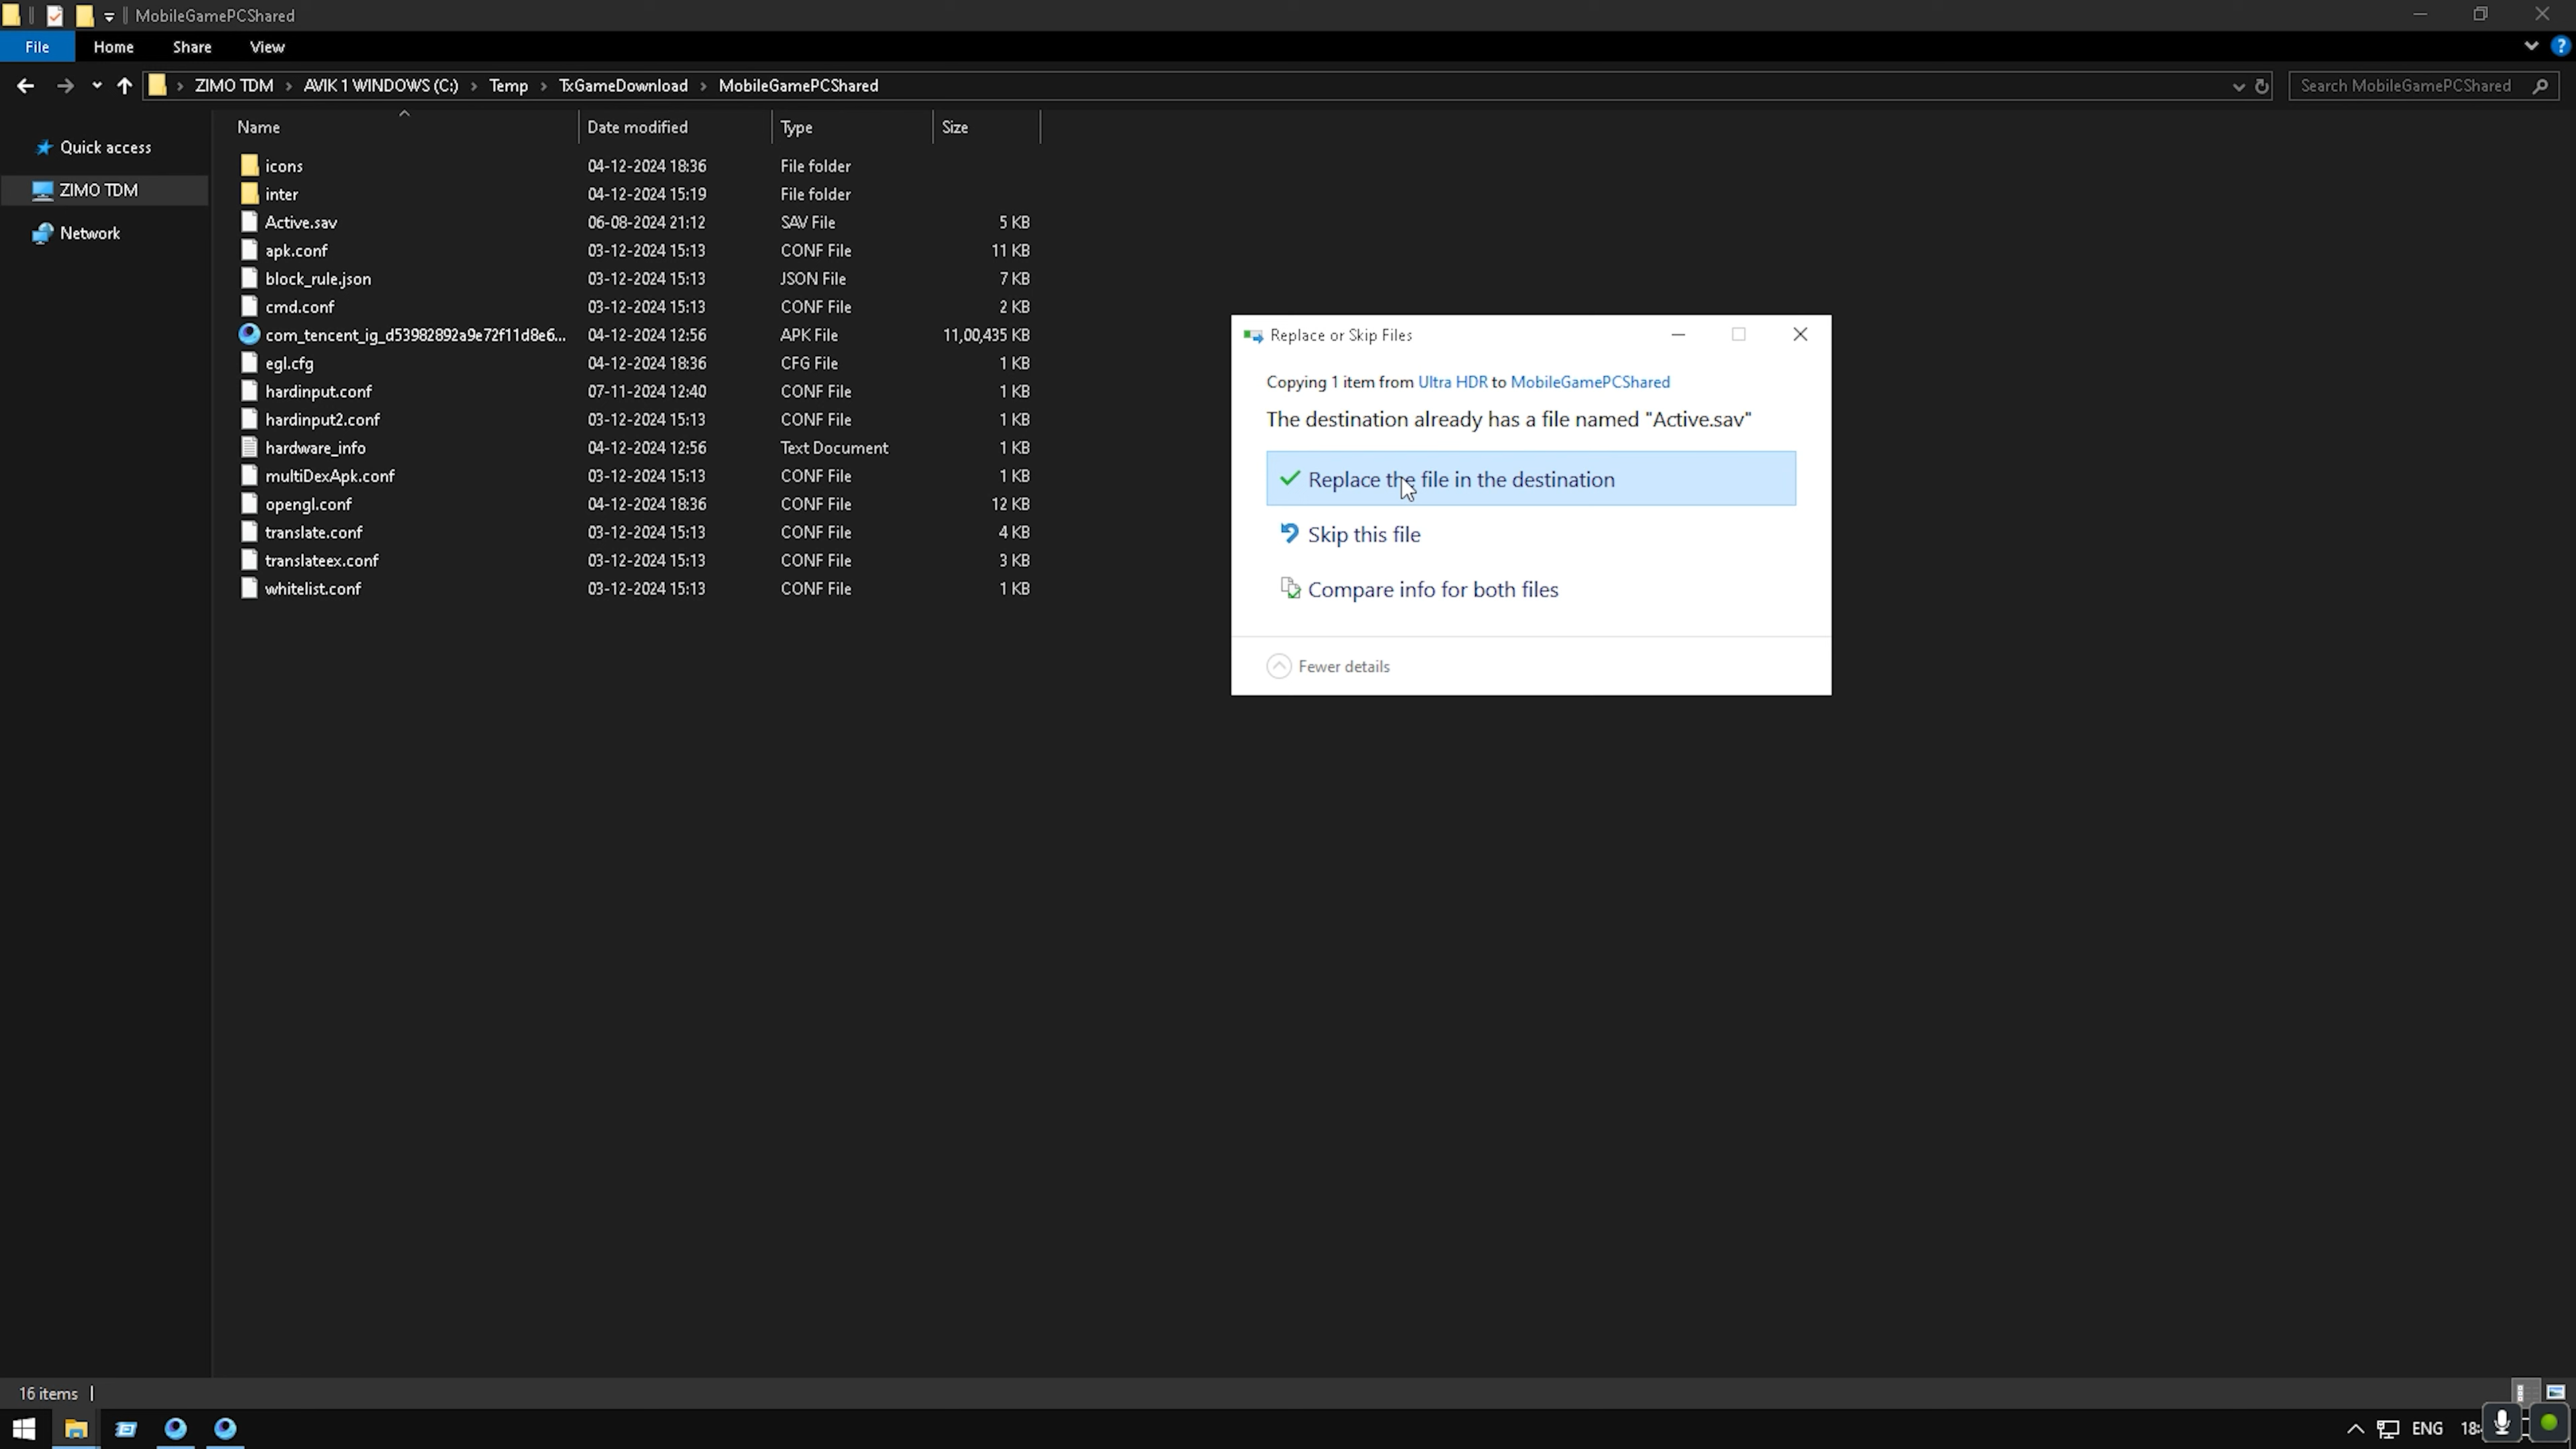 MobileGamePCShared
File Home Share View
ZIMO TDM AVIK 1 WINDOWS (C:) Temp TxGameDownload MobileGamePCShared Search MobileGamePCShared
Name Date modified Type Size
Quick access
ZIMO TDM
Network
icons 04-12-2024 18:36 File folder
inter 04-12-2024 15:19 File folder
Active.sav 06-08-2024 21:12 SAV File 5 KB
apk.conf 03-12-2024 15:13 CONF File 11 KB
block_rule.json 03-12-2024 15:13 JSON File 7 KB
cmd.conf 03-12-2024 15:13 CONF File 2 KB
com_tencent_ig_d53982892a9e72f11d8e6... 04-12-2024 12:56 APK File 11,00,435 KB
egl.cfg 04-12-2024 18:36 CFG File 1 KB
hardinput.conf 07-11-2024 12:40 CONF File 1 KB
hardinput2.conf 03-12-2024 15:13 CONF File 1 KB
hardware_info 04-12-2024 12:56 Text Document 1 KB
multiDexApk.conf 03-12-2024 15:13 CONF File 1 KB
opengl.conf 04-12-2024 18:36 CONF File 12 KB
translate.conf 03-12-2024 15:13 CONF File 4 KB
translateex.conf 03-12-2024 15:13 CONF File 3 KB
whitelist.conf 03-12-2024 15:13 CONF File 1 KB
Replace or Skip Files
Copying 1 item from Ultra HDR to MobileGamePCShared
The destination already has a file named "Active.sav"
Replace the file in the destination
Skip this file
Compare info for both files
Fewer details
16 items
ENG